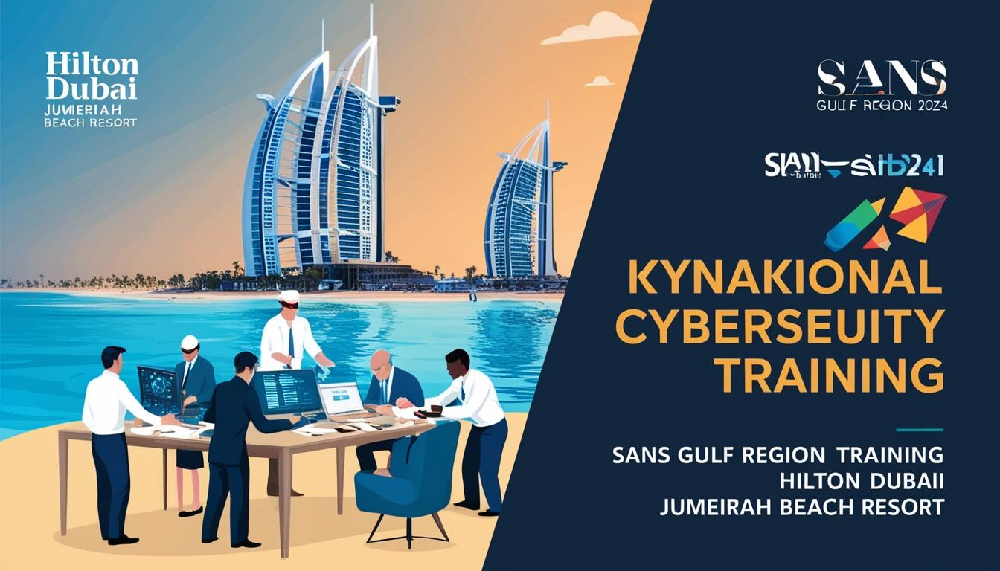 Hilton
Dubai
JUMERIAH
BEACH RESORT
SANS
GULF REGION 2024
KYNAKIONAL
CYBERSEUITY
TRAINING
SANS GULF REGION TRAINING
HILTON DUBAII
JUMEIRAH BEACH RESORT